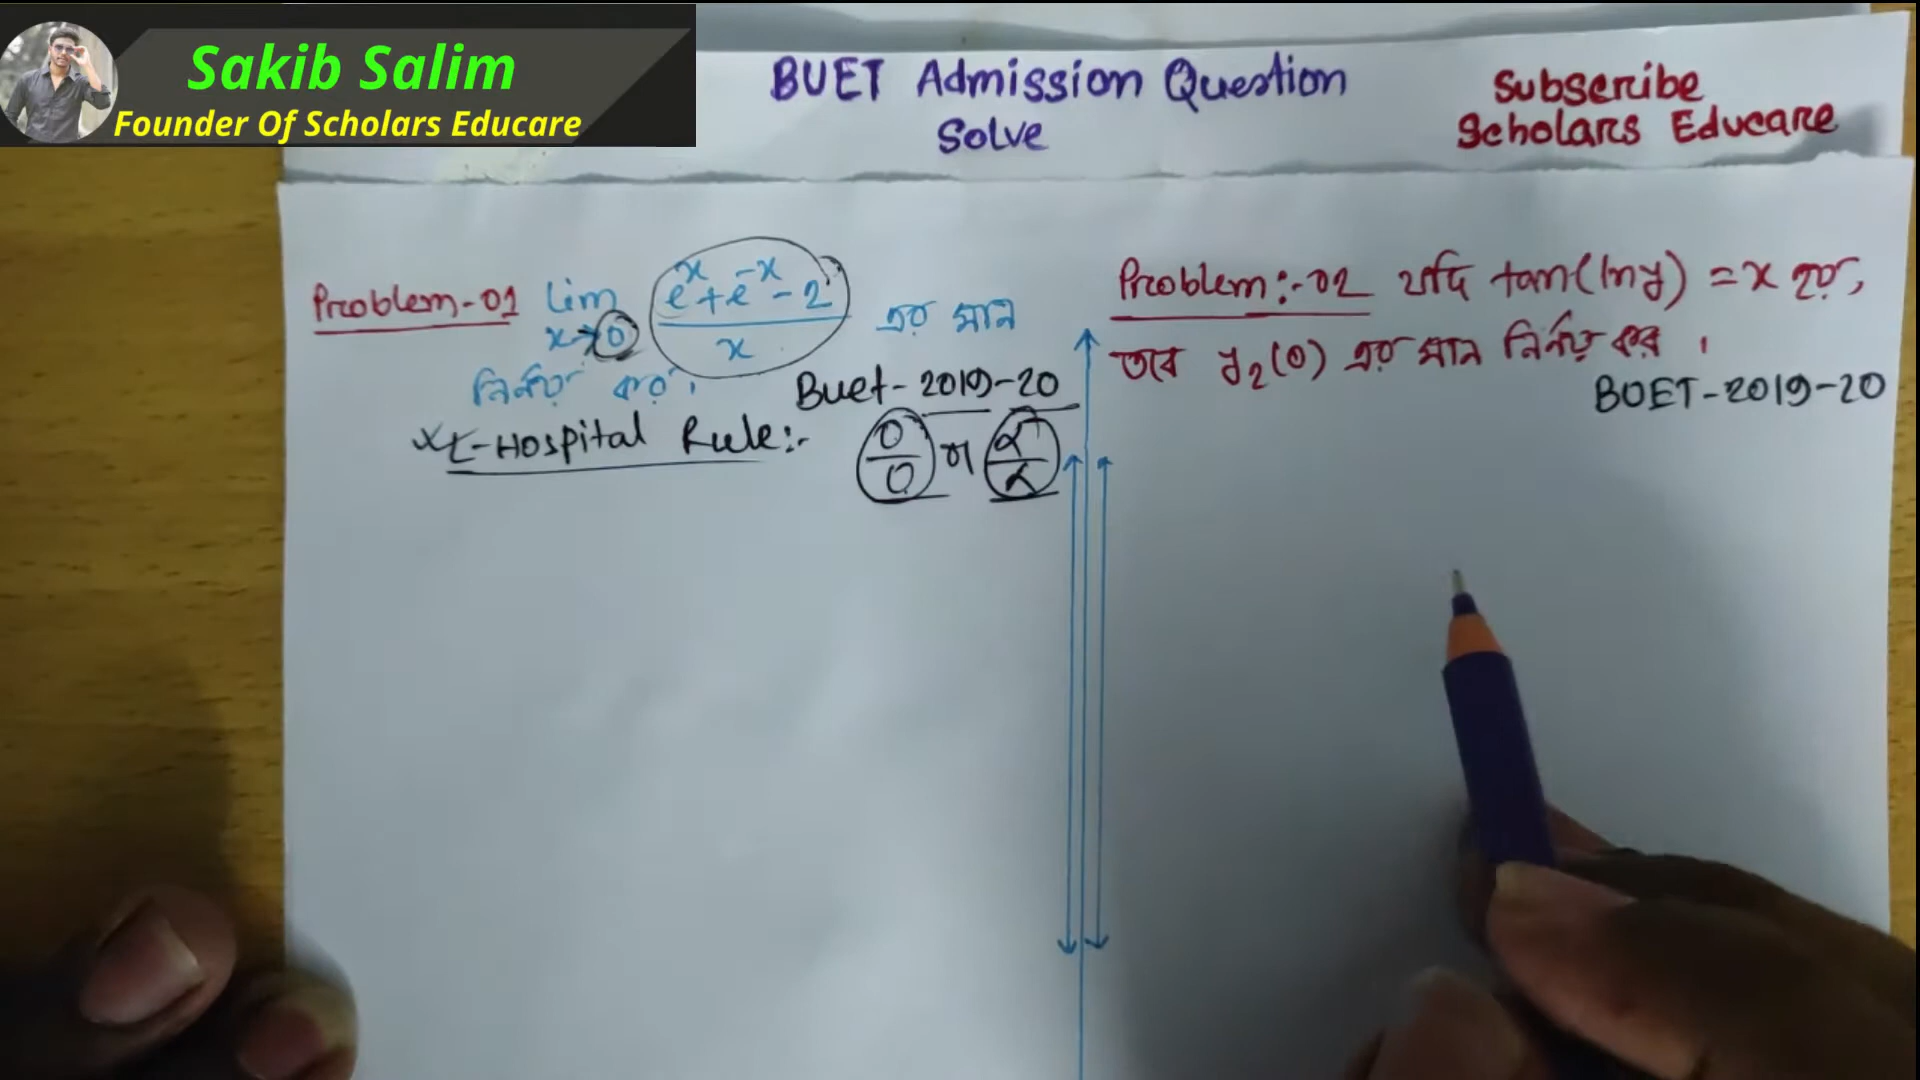 Sakib Salim
Founder Of Scholars Educare
BUET Admission Question
Solve
Subscribe
Scholars Educare
Problem-01 lim x→0 (e^x + e^-x - 2)/x এর মান
নির্ণয় কর।
Buet-2019-20
L-Hospital Rule:- 0/0 বা ∝/∝
Problem:-02 যদি tan(lny) = x হয়,
তবে y₂(0) এর মান নির্ণয় কর।
BUET-2019-20